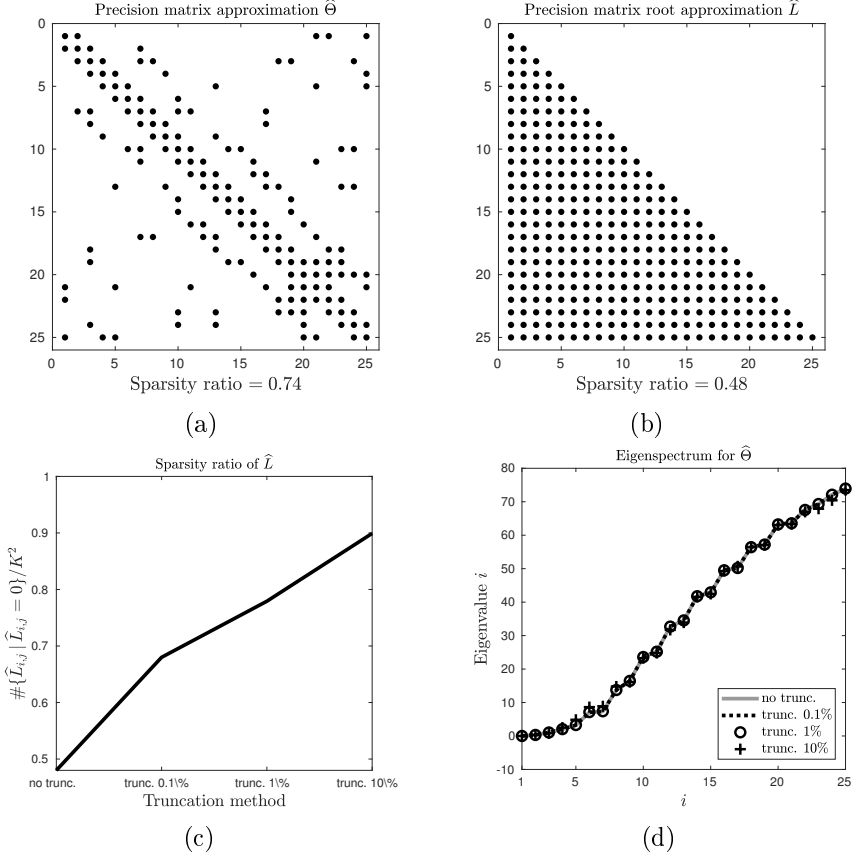 Precision matrix approximation Θ̂
0
5
10
15
20
25
0 5 10 15 20 25
Sparsity ratio = 0.74
(a)
Precision matrix root approximation L̂
0
5
10
15
20
25
0 5 10 15 20 25
Sparsity ratio = 0.48
(b)
Sparsity ratio of L̂
#{L̂i,j | L̂i,j = 0}/K²
1
0.9
0.8
0.7
0.6
0.5
no trunc. trunc. 0.1\% trunc. 1\% trunc. 10\%
Truncation method
(c)
Eigenspectrum for Θ̂
Eigenvalue i
80
70
60
50
40
30
20
10
0
-10
no trunc.
trunc. 0.1%
trunc. 1%
trunc. 10%
1 5 10 15 20 25
i
(d)